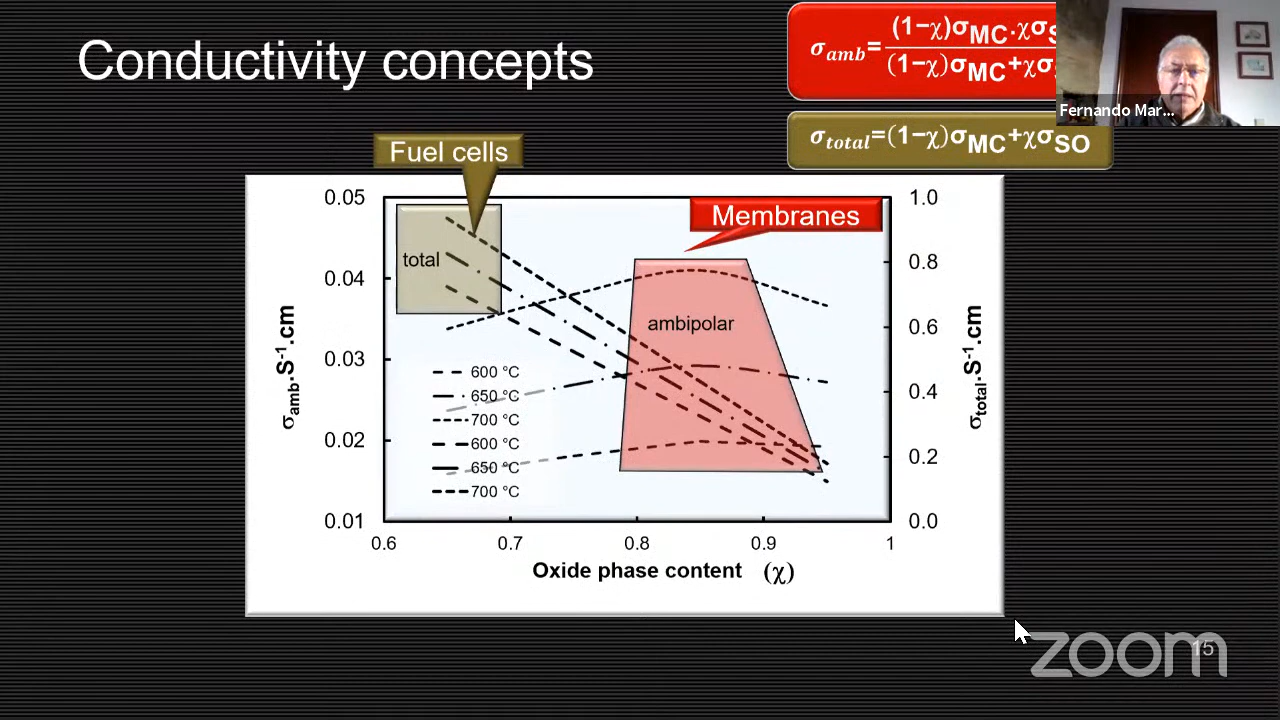 Conductivity concepts
σamb=(1−χ)σMC·χσS
(1−χ)σMC+χσ
Fernando Mar...
σtotal=(1−χ)σMC+χσSO
Fuel cells
Membranes
total
ambipolar
0.05
0.04
0.03
0.02
0.01
σamb.S-1.cm
600 °C
650 °C
700 °C
600 °C
650 °C
700 °C
1.0
0.8
0.6
0.4
0.2
0.0
σtotal.S-1.cm
0.6 0.7 0.8 0.9 1
Oxide phase content (χ)
zoom
15